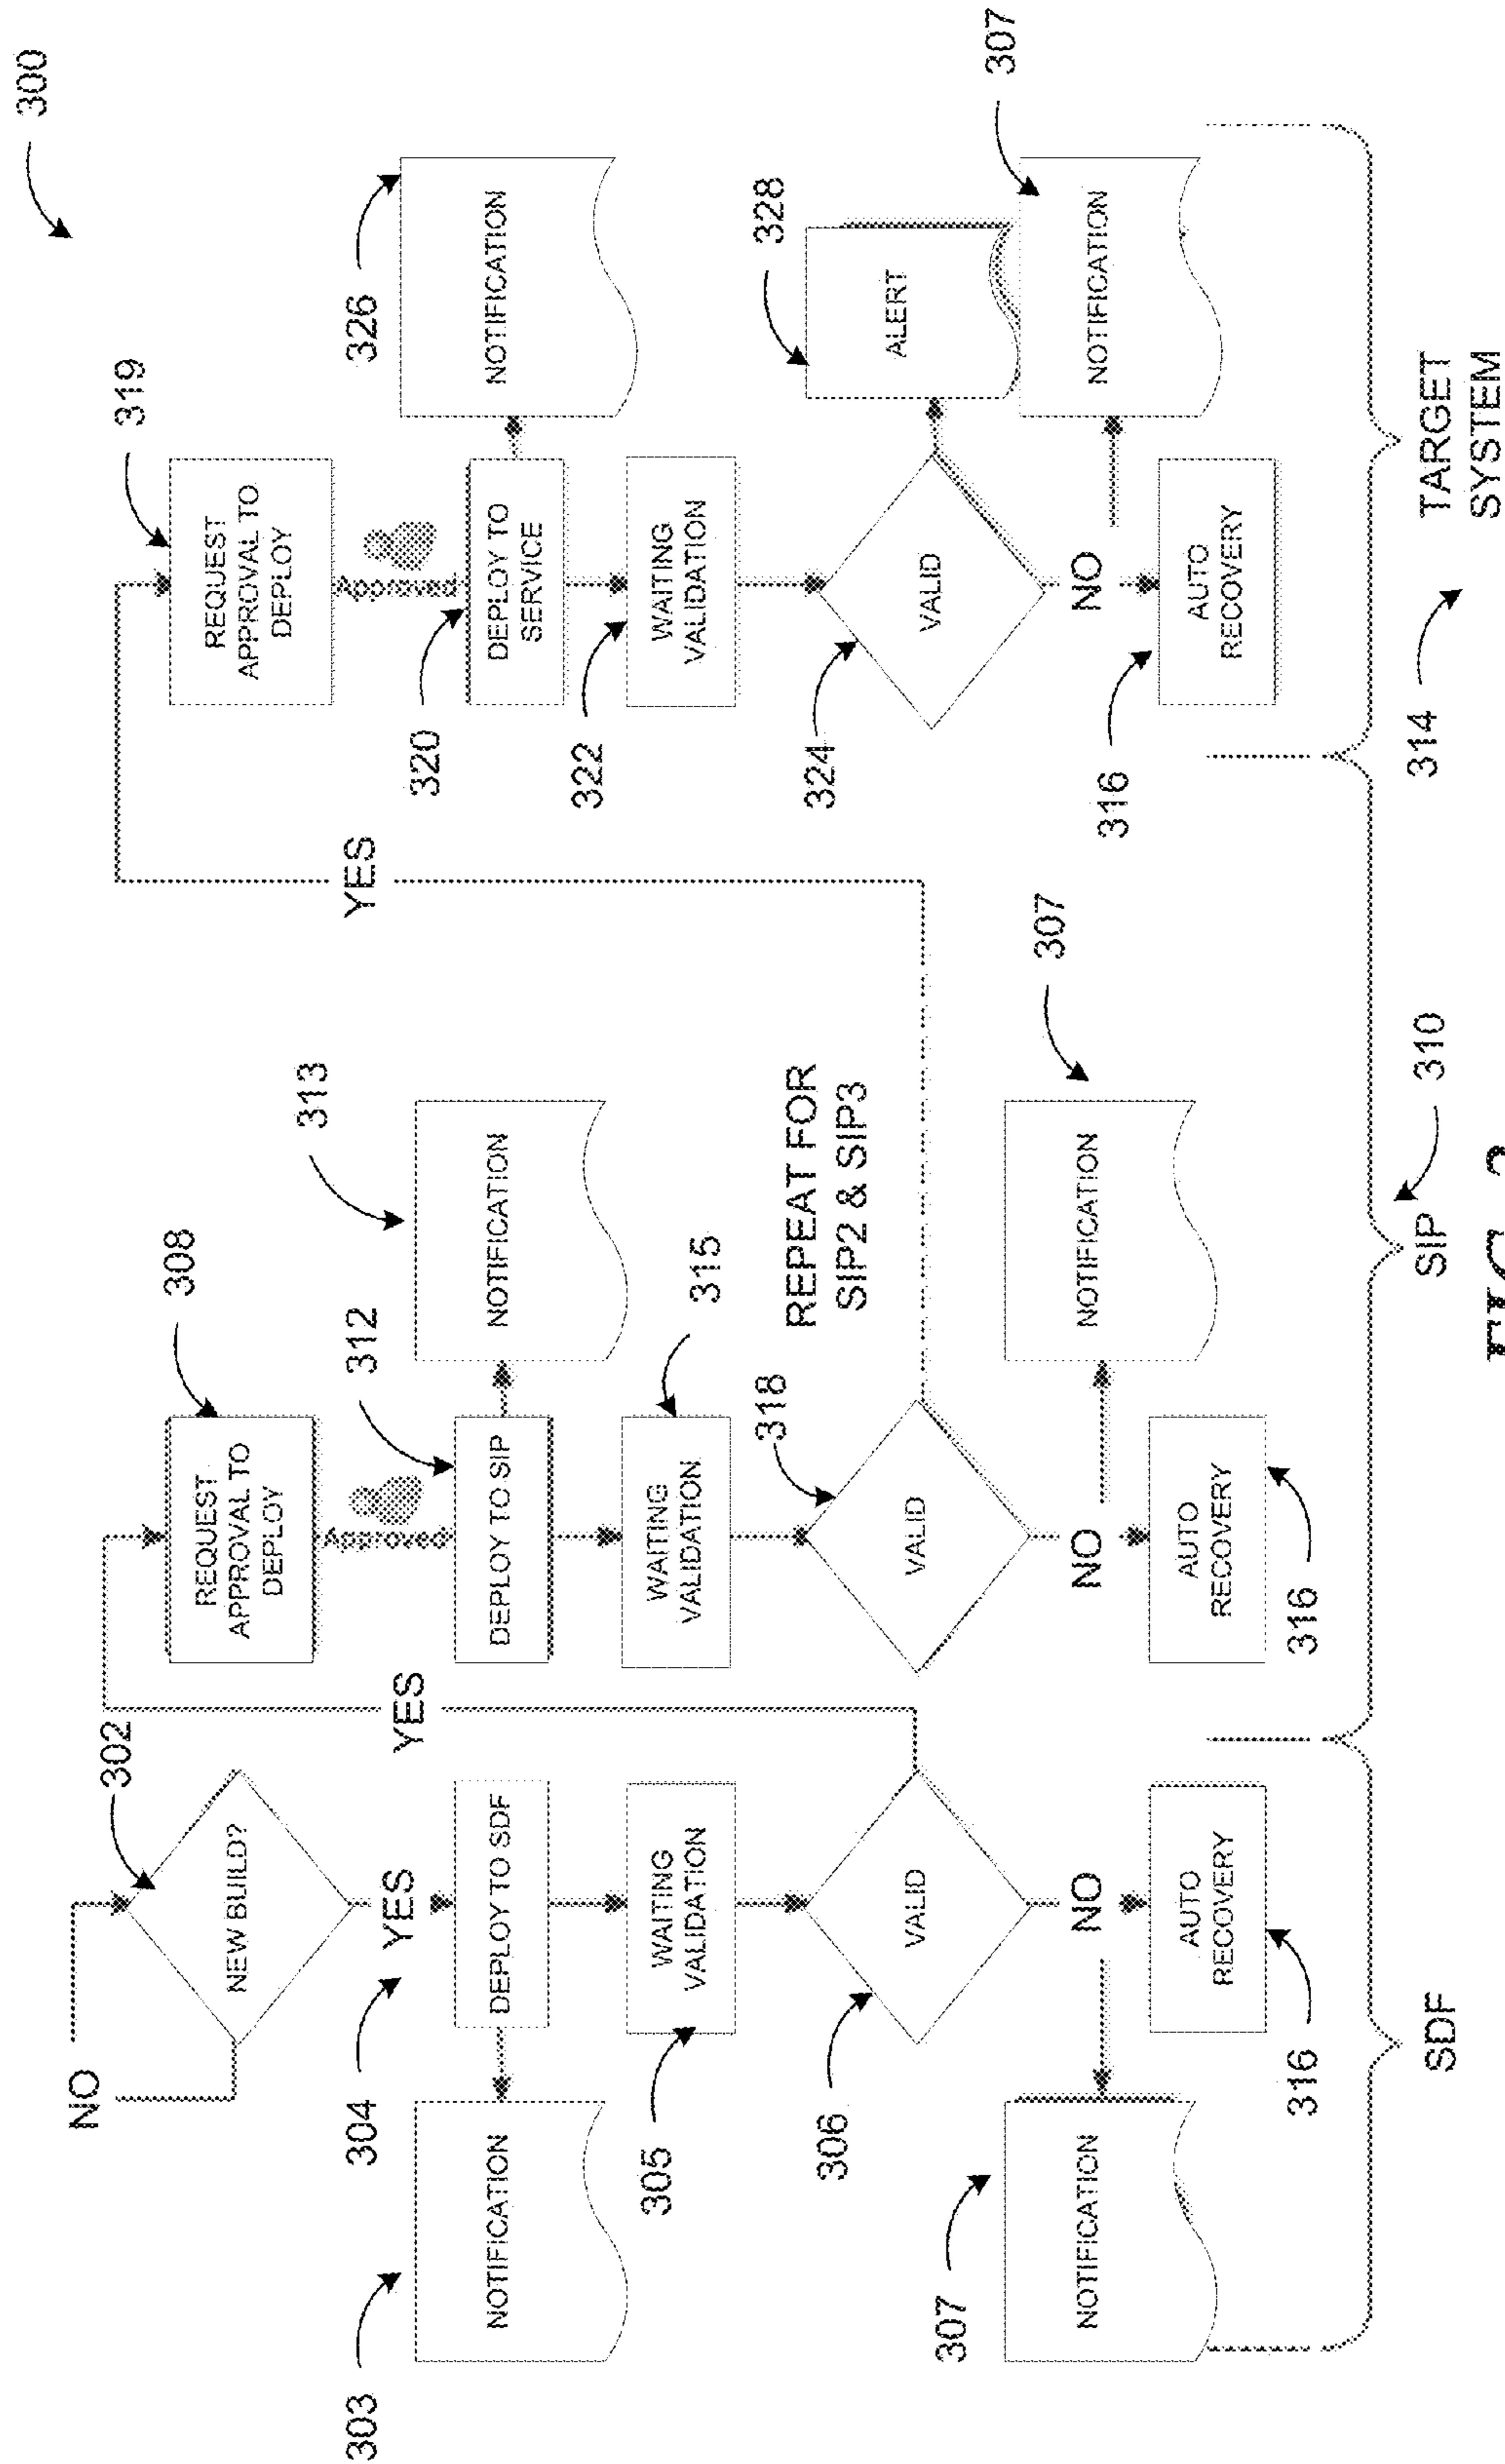 300
302
NO
NEW BUILD?
304
YES
DEPLOY TO SDF
303
NOTIFICATION
305
WAITING
VALIDATION
306
VALID
YES
NO
307
NOTIFICATION
AUTO
RECOVERY
316
SDF
308
REQUEST
APPROVAL TO
DEPLOY
Approved
312
DEPLOY TO SIP
313
NOTIFICATION
315
WAITING
VALIDATION
REPEAT FOR
SIP2 & SIP3
318
VALID
YES
NO
307
NOTIFICATION
AUTO
RECOVERY
316
SIP
310
319
REQUEST
APPROVAL TO
DEPLOY
Approved
320
DEPLOY TO
SERVICE
326
NOTIFICATION
322
WAITING
VALIDATION
324
VALID
328
ALERT
NO
307
NOTIFICATION
316
AUTO
RECOVERY
314
TARGET
SYSTEM